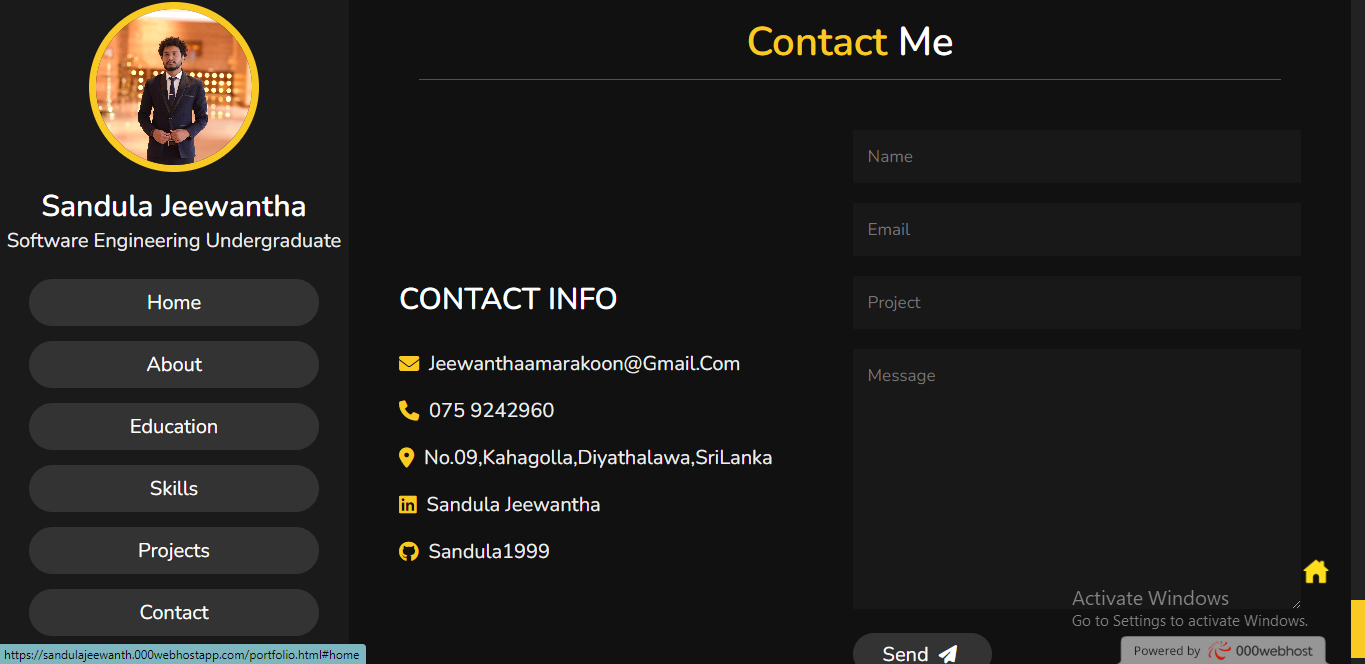 Sandula Jeewantha
Software Engineering Undergraduate
Home
About
Education
Skills
Projects
Contact
https://sandulajeewanth.000webhostapp.com/portfolio.html#home
Contact Me
CONTACT INFO
Jeewanthaamarakoon@Gmail.Com
075 9242960
No.09,Kahagolla,Diyathalawa,SriLanka
Sandula Jeewantha
Sandula1999
Name
Email
Project
Message
Send
Activate Windows
Go to Settings to activate Windows.
Powered by 000webhost